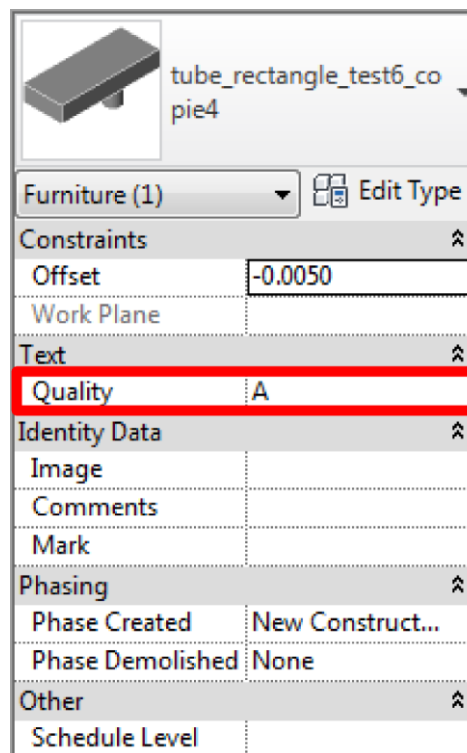 tube_rectangle_test6_co
pie4
Furniture (1) Edit Type
Constraints
Offset -0.0050
Work Plane
Text
Quality A
Identity Data
Image
Comments
Mark
Phasing
Phase Created New Construct...
Phase Demolished None
Other
Schedule Level